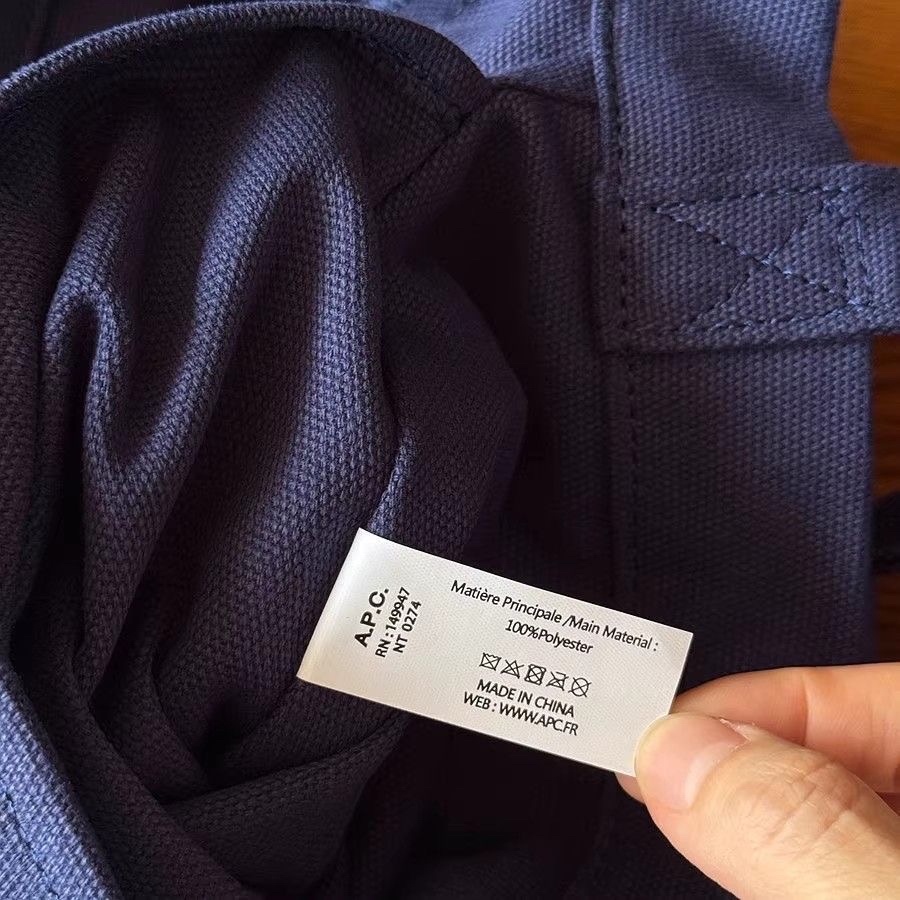 A.P.C.
RN : 149947
NT 0274
Matière Principale /Main Material :
100%Polyester
MADE IN CHINA
WEB : WWW.APC.FR